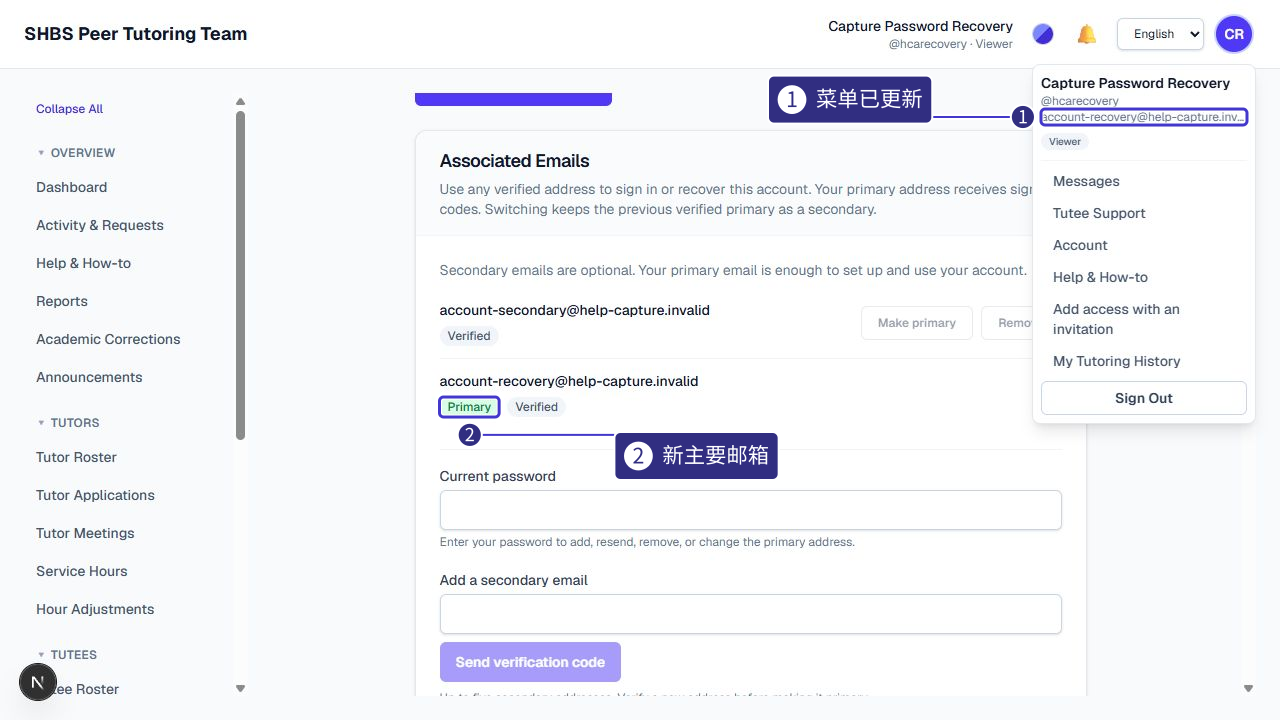 SHBS Peer Tutoring Team
Capture Password Recovery
@hcarecovery · Viewer
English
CR
Collapse All
OVERVIEW
Dashboard
Activity & Requests
Help & How-to
Reports
Academic Corrections
Announcements
TUTORS
Tutor Roster
Tutor Applications
Tutor Meetings
Service Hours
Hour Adjustments
TUTEES
tee Roster
N
1 菜单已更新
1
Associated Emails
Use any verified address to sign in or recover this account. Your primary address receives sign
codes. Switching keeps the previous verified primary as a secondary.
Secondary emails are optional. Your primary email is enough to set up and use your account.
account-secondary@help-capture.invalid
Verified
Make primary
Remo
account-recovery@help-capture.invalid
Primary
Verified
2
2 新主要邮箱
Current password
Enter your password to add, resend, remove, or change the primary address.
Add a secondary email
Send verification code
Capture Password Recovery
@hcarecovery
account-recovery@help-capture.inv...
Viewer
Messages
Tutee Support
Account
Help & How-to
Add access with an
invitation
My Tutoring History
Sign Out